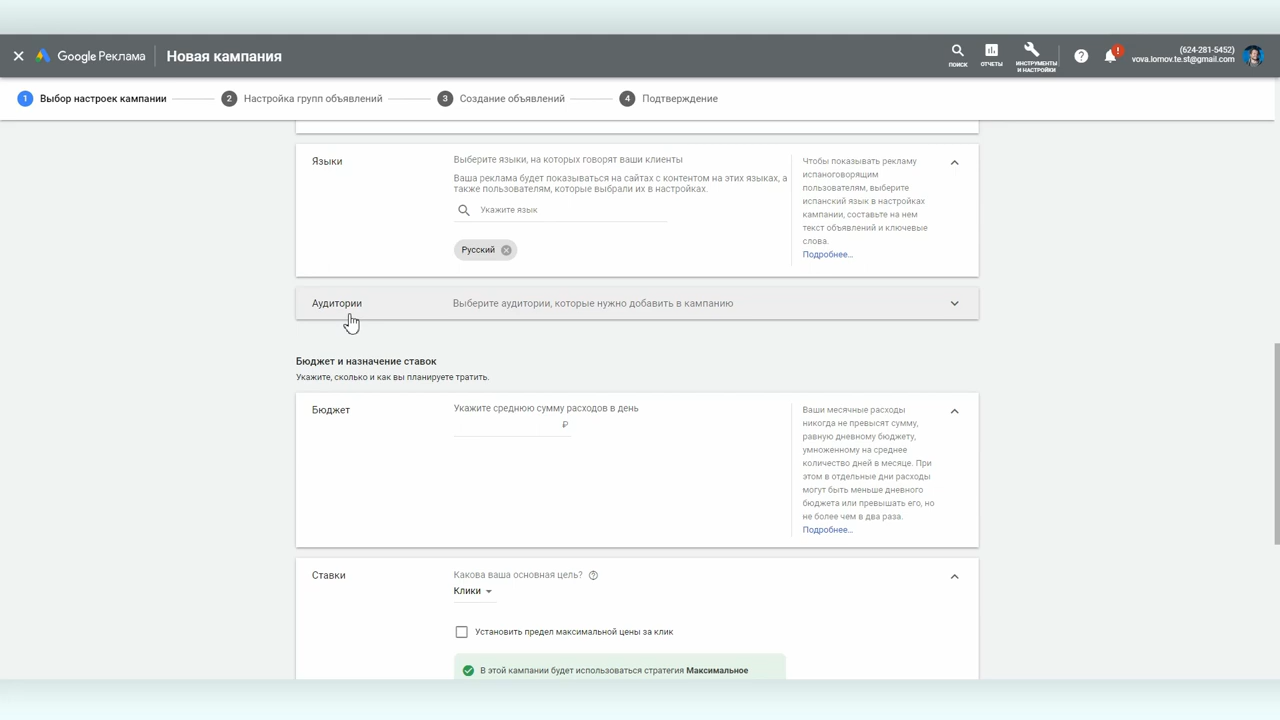 Google Реклама
Новая кампания
ПОИСК
ОТЧЕТЫ
ИНСТРУМЕНТЫ
И НАСТРОЙКИ
(624-281-5452)
vova.lomov.te.st@gmail.com
1 Выбор настроек кампании
2 Настройка групп объявлений
3 Создание объявлений
4 Подтверждение
Языки
Выберите языки, на которых говорят ваши клиенты
Ваша реклама будет показываться на сайтах с контентом на этих языках, а
также пользователям, которые выбрали их в настройках.
Укажите язык
Русский
Чтобы показывать рекламу
испаноговорящим
пользователям, выберите
испанский язык в настройках
кампании, составьте на нем
текст объявлений и ключевые
слова.
Подробнее…
Аудитории
Выберите аудитории, которые нужно добавить в кампанию
Бюджет и назначение ставок
Укажите, сколько и как вы планируете тратить.
Бюджет
Укажите среднюю сумму расходов в день
₽
Ваши месячные расходы
никогда не превысят сумму,
равную дневному бюджету,
умноженному на среднее
количество дней в месяце. При
этом в отдельные дни расходы
могут быть меньше дневного
бюджета или превышать его, но
не более чем в два раза.
Подробнее…
Ставки
Какова ваша основная цель?
Клики
Установить предел максимальной цены за клик
В этой кампании будет использоваться стратегия Максимальное